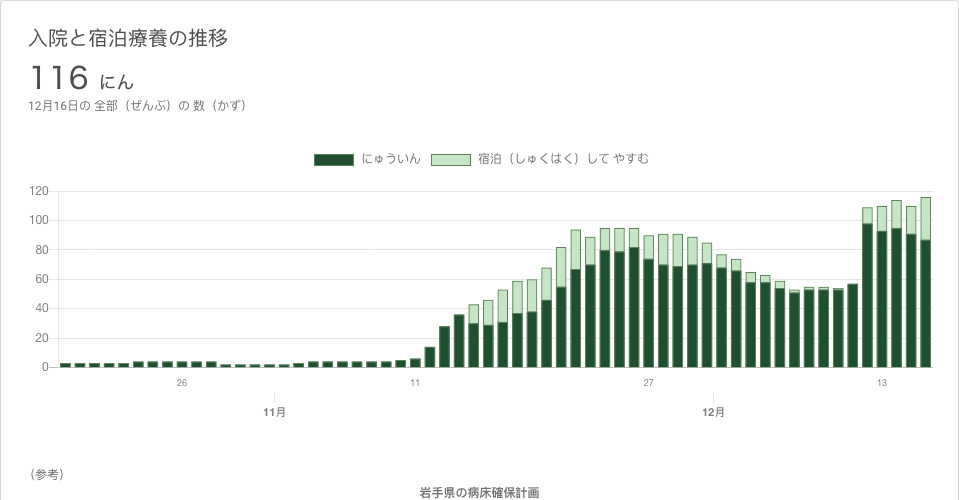 入院と宿泊療養の推移
116 にん
12月16日の 全部（ぜんぶ）の 数（かず）
にゅういん 宿泊（しゅくはく）して やすむ
120
100
80
60
40
20
0
26 11 27 13
11月 12月
（参考）
岩手県の病床確保計画